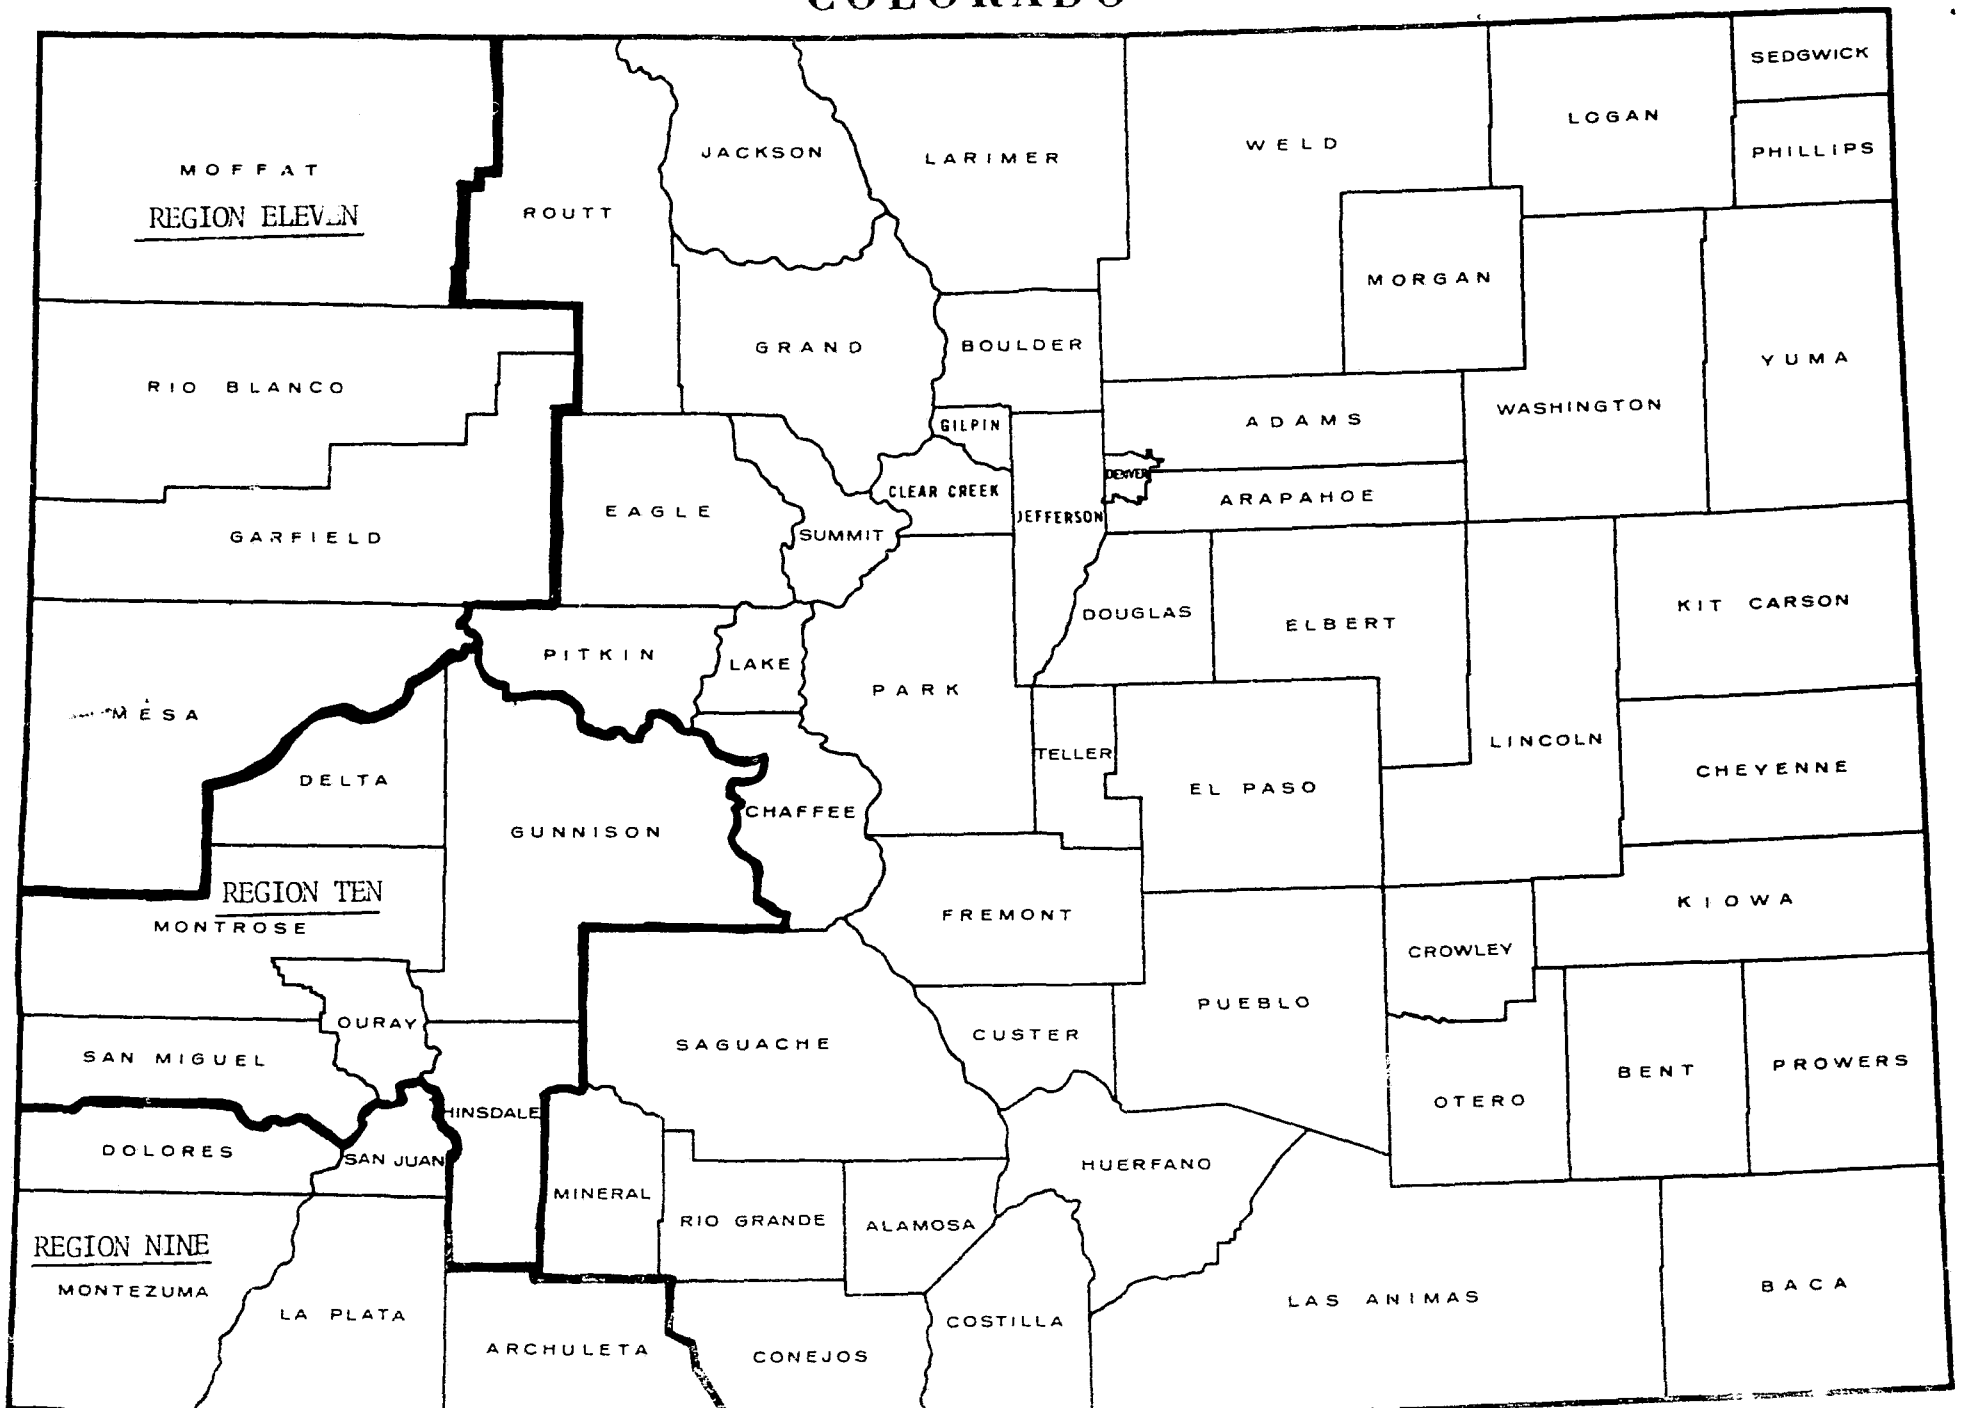 COLORADO
SEDGWICK
LOGAN
WELD
JACKSON
LARIMER
PHILLIPS
MOFFAT
REGION ELEVEN
ROUTT
MORGAN
GRAND
BOULDER
YUMA
RIO BLANCO
WASHINGTON
ADAMS
GILPIN
DENVER
CLEAR CREEK
ARAPAHOE
EAGLE
JEFFERSON
GARFIELD
SUMMIT
KIT CARSON
DOUGLAS
ELBERT
PITKIN
LAKE
PARK
MESA
LINCOLN
TELLER
CHEYENNE
DELTA
EL PASO
CHAFFEE
GUNNISON
REGION TEN
KIOWA
FREMONT
MONTROSE
CROWLEY
PUEBLO
OURAY
CUSTER
SAGUACHE
SAN MIGUEL
PROWERS
BENT
OTERO
HINSDALE
DOLORES
SAN JUAN
HUERFANO
MINERAL
RIO GRANDE
ALAMOSA
REGION NINE
MONTEZUMA
BACA
LAS ANIMAS
LA PLATA
COSTILLA
ARCHULETA
CONEJOS